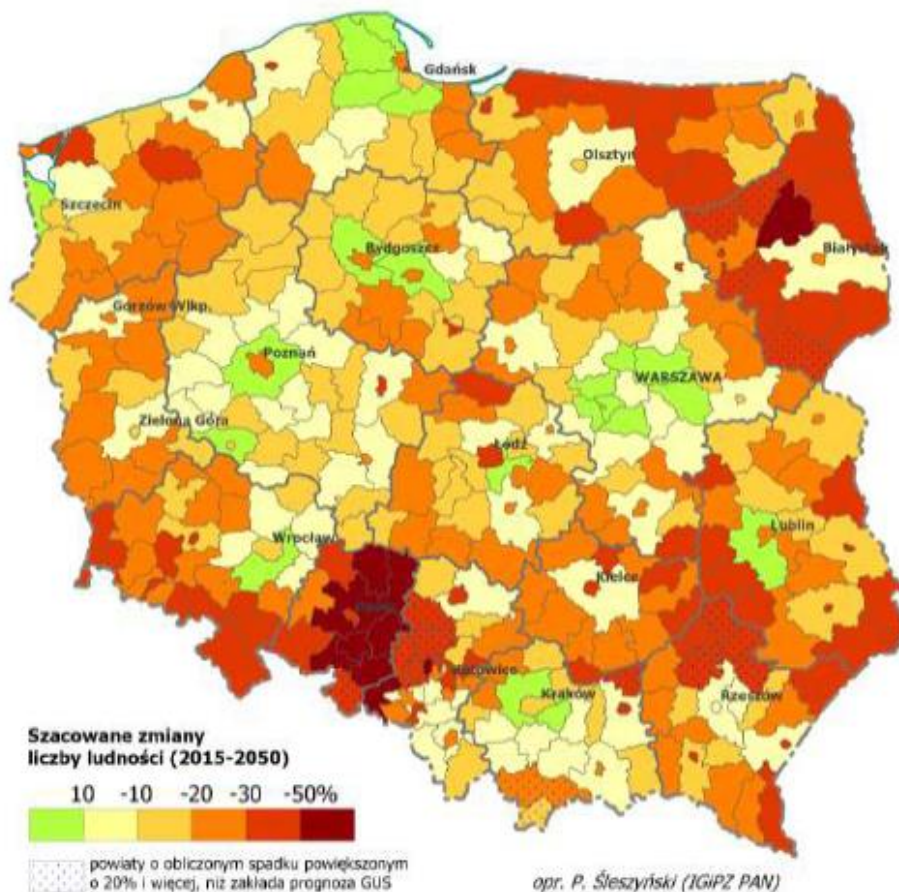 Gdańsk
Olsztyn
Szczecin
Bydgoszcz
Białystok
Gorzów Wlkp.
Poznań
WARSZAWA
Zielona Góra
Łódź
Wrocław
Lublin
Kielce
Katowice
Kraków
Rzeszów
Szacowane zmiany
liczby ludności (2015-2050)
10 -10 -20 -30 -50%
powiaty o obliczonym spadku powiększonym
o 20% i więcej, niż zakłada prognoza GUS
opr. P. Śleszyński (IGiPZ PAN)